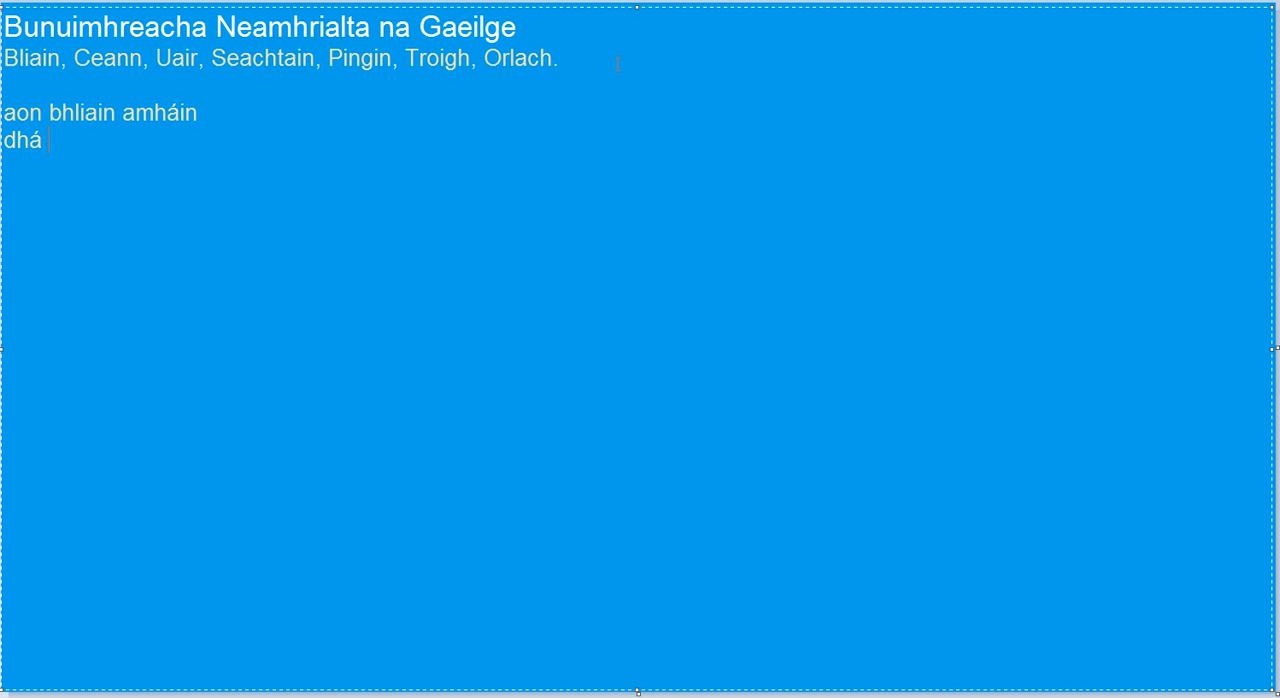 Bunuimhreacha Neamhrialta na Gaeilge
Bliain, Ceann, Uair, Seachtain, Pingin, Troigh, Orlach.
aon bhliain amháin
dhá